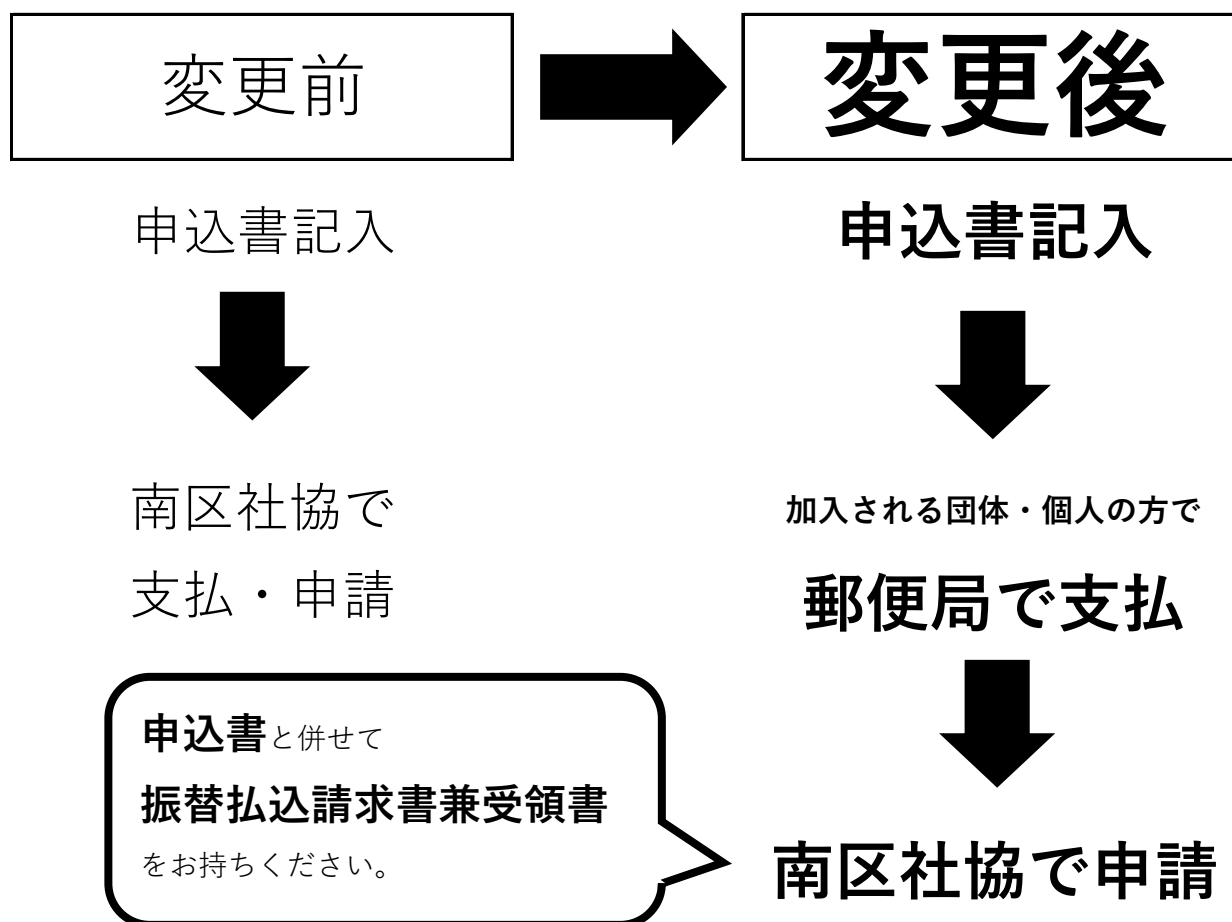 変更前
変更後
申込書記入
南区社協で
支払・申請
申込書記入
加入される団体・個人の方で
郵便局で支払
南区社協で申請
申込書と併せて
振替払込請求書兼受領書
をお持ちください。